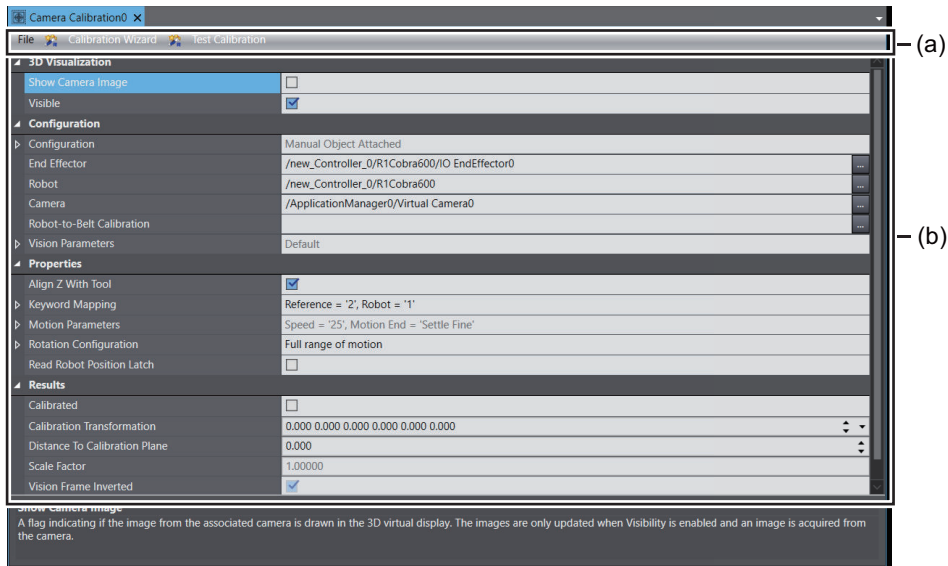 Camera Calibration0
File Calibration Wizard Test Calibration
(a)
3D Visualization
Show Camera Image
Visible
Configuration
Configuration Manual Object Attached
End Effector /new_Controller_0/R1Cobra600/IO EndEffector0 ...
Robot /new_Controller_0/R1Cobra600 ...
Camera /ApplicationManager0/Virtual Camera0 ...
Robot-to-Belt Calibration ...
(b)
Vision Parameters Default
Properties
Align Z With Tool
Keyword Mapping Reference = '2', Robot = '1'
Motion Parameters Speed = '25', Motion End = 'Settle Fine'
Rotation Configuration Full range of motion
Read Robot Position Latch
Results
Calibrated
Calibration Transformation 0.000 0.000 0.000 0.000 0.000 0.000
Distance To Calibration Plane 0.000
Scale Factor 1.00000
Vision Frame Inverted
Show Camera Image
A flag indicating if the image from the associated camera is drawn in the 3D virtual display. The images are only updated when Visibility is enabled and an image is acquired from
the camera.